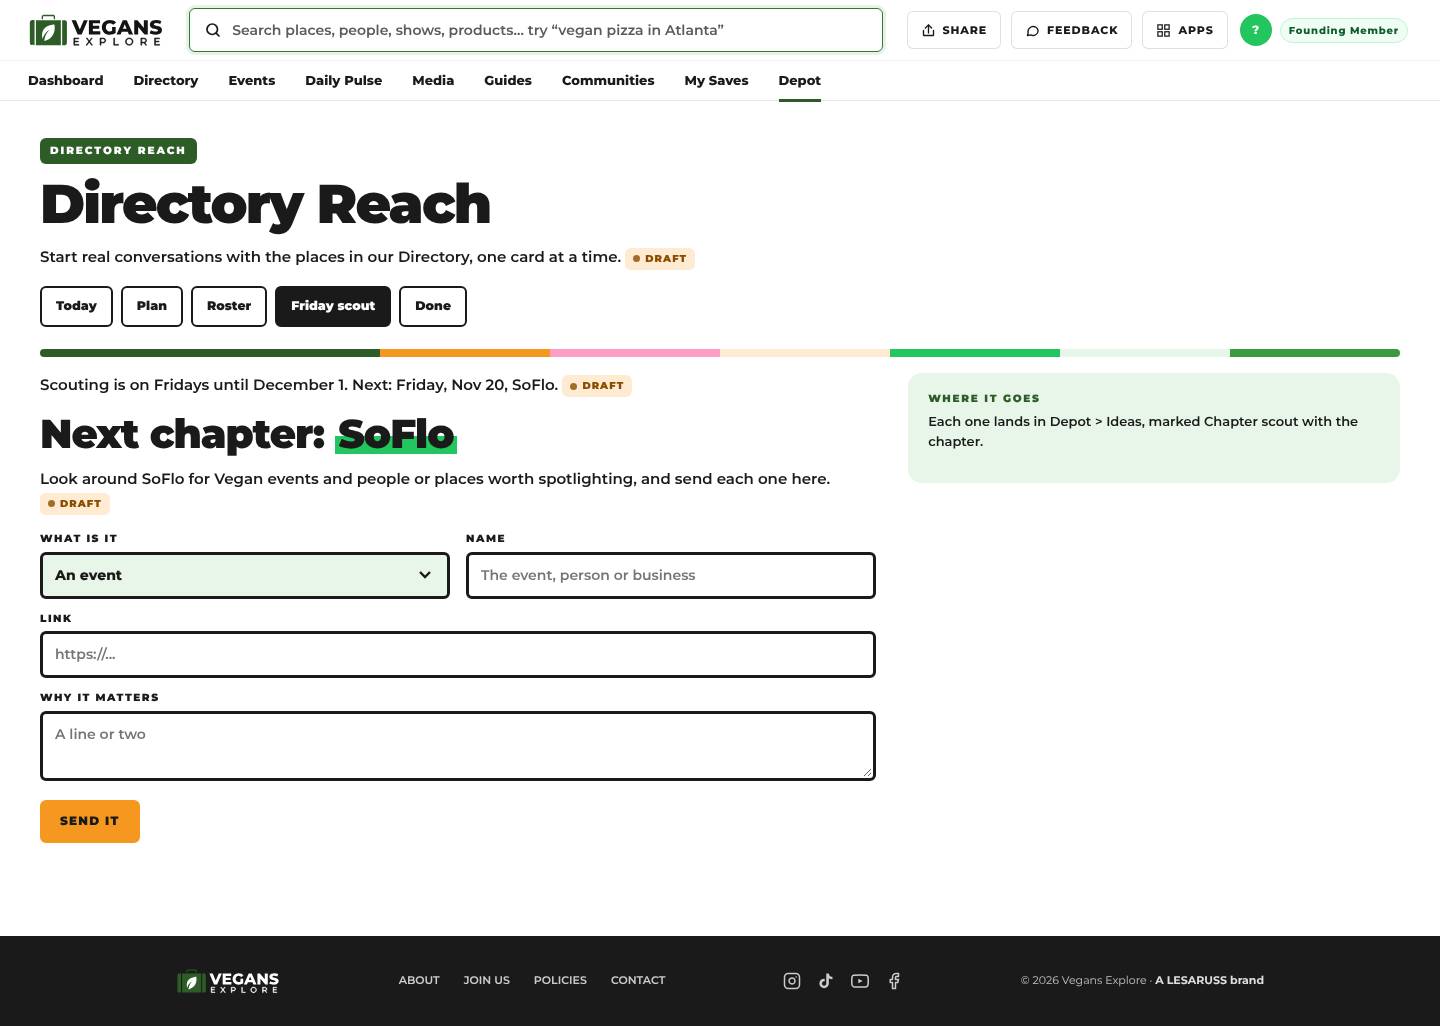 VEGANS
EXPLORE
Search places, people, shows, products... try “vegan pizza in Atlanta”
SHARE
FEEDBACK
APPS
?
Founding Member
Dashboard
Directory
Events
Daily Pulse
Media
Guides
Communities
My Saves
Depot
DIRECTORY REACH
Directory Reach
Start real conversations with the places in our Directory, one card at a time. DRAFT
Today
Plan
Roster
Friday scout
Done
Scouting is on Fridays until December 1. Next: Friday, Nov 20, SoFlo. DRAFT
Next chapter: SoFlo
Look around SoFlo for Vegan events and people or places worth spotlighting, and send each one here.
DRAFT
WHAT IS IT
An event
NAME
The event, person or business
LINK
https://...
WHY IT MATTERS
A line or two
SEND IT
WHERE IT GOES
Each one lands in Depot > Ideas, marked Chapter scout with the
chapter.
VEGANS
EXPLORE
ABOUT
JOIN US
POLICIES
CONTACT
© 2026 Vegans Explore · A LESARUSS brand